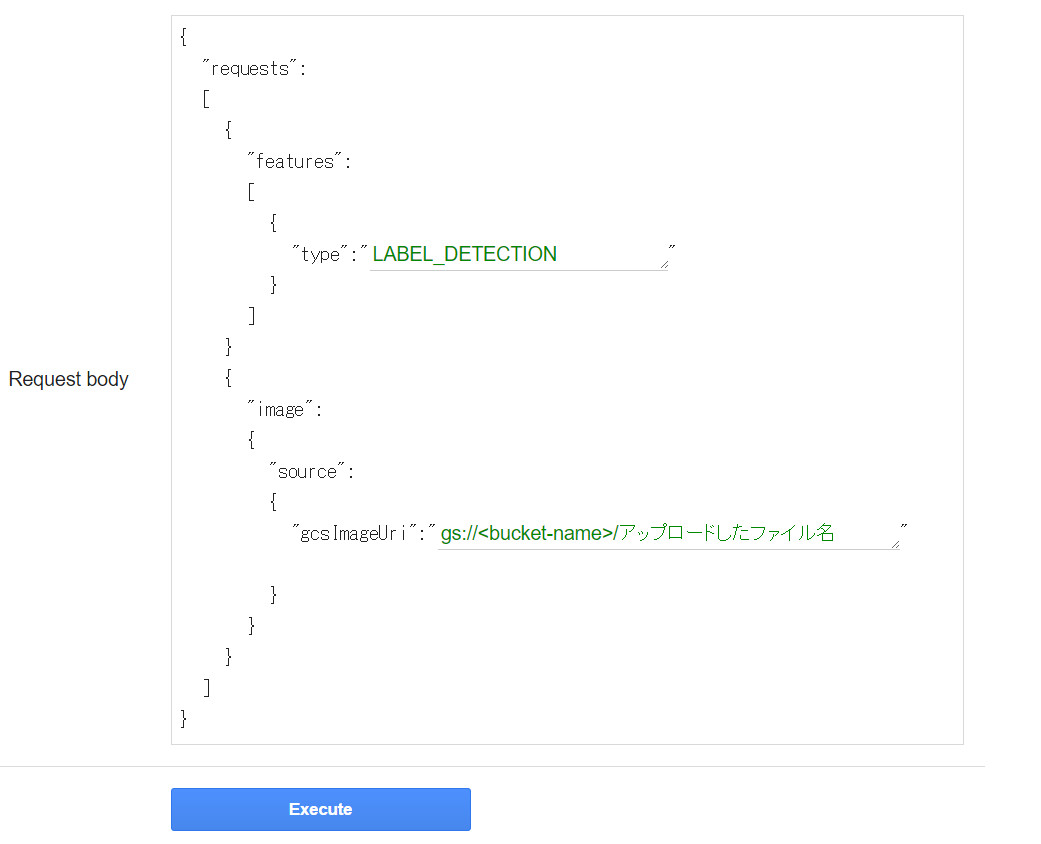 {
"requests":
[
{
"features":
[
{
"type":"LABEL_DETECTION"
}
]
}
Request body
{
"image":
{
"source":
{
"gcsImageUri":"gs://<bucket-name>/アップロードしたファイル名"
}
}
}
]
}
Execute